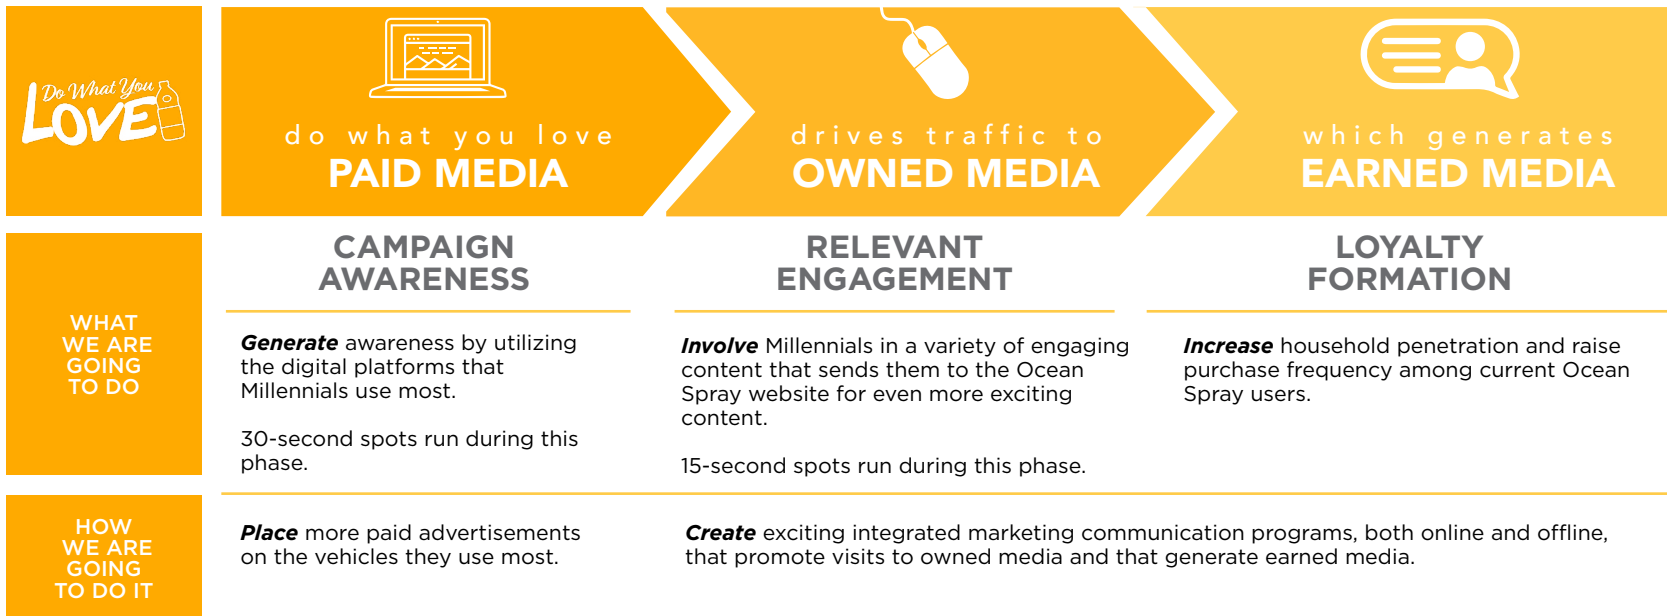 Do What You
LOVE
do what you love
PAID MEDIA
drives traffic to
OWNED MEDIA
which generates
EARNED MEDIA
WHAT
WE ARE
GOING
TO DO
CAMPAIGN
AWARENESS
Generate awareness by utilizing
the digital platforms that
Millennials use most.
30-second spots run during this
phase.
RELEVANT
ENGAGEMENT
Involve Millennials in a variety of engaging
content that sends them to the Ocean
Spray website for even more exciting
content.
15-second spots run during this phase.
LOYALTY
FORMATION
Increase household penetration and raise
purchase frequency among current Ocean
Spray users.
HOW
WE ARE
GOING
TO DO IT
Place more paid advertisements
on the vehicles they use most.
Create exciting integrated marketing communication programs, both online and offline,
that promote visits to owned media and that generate earned media.